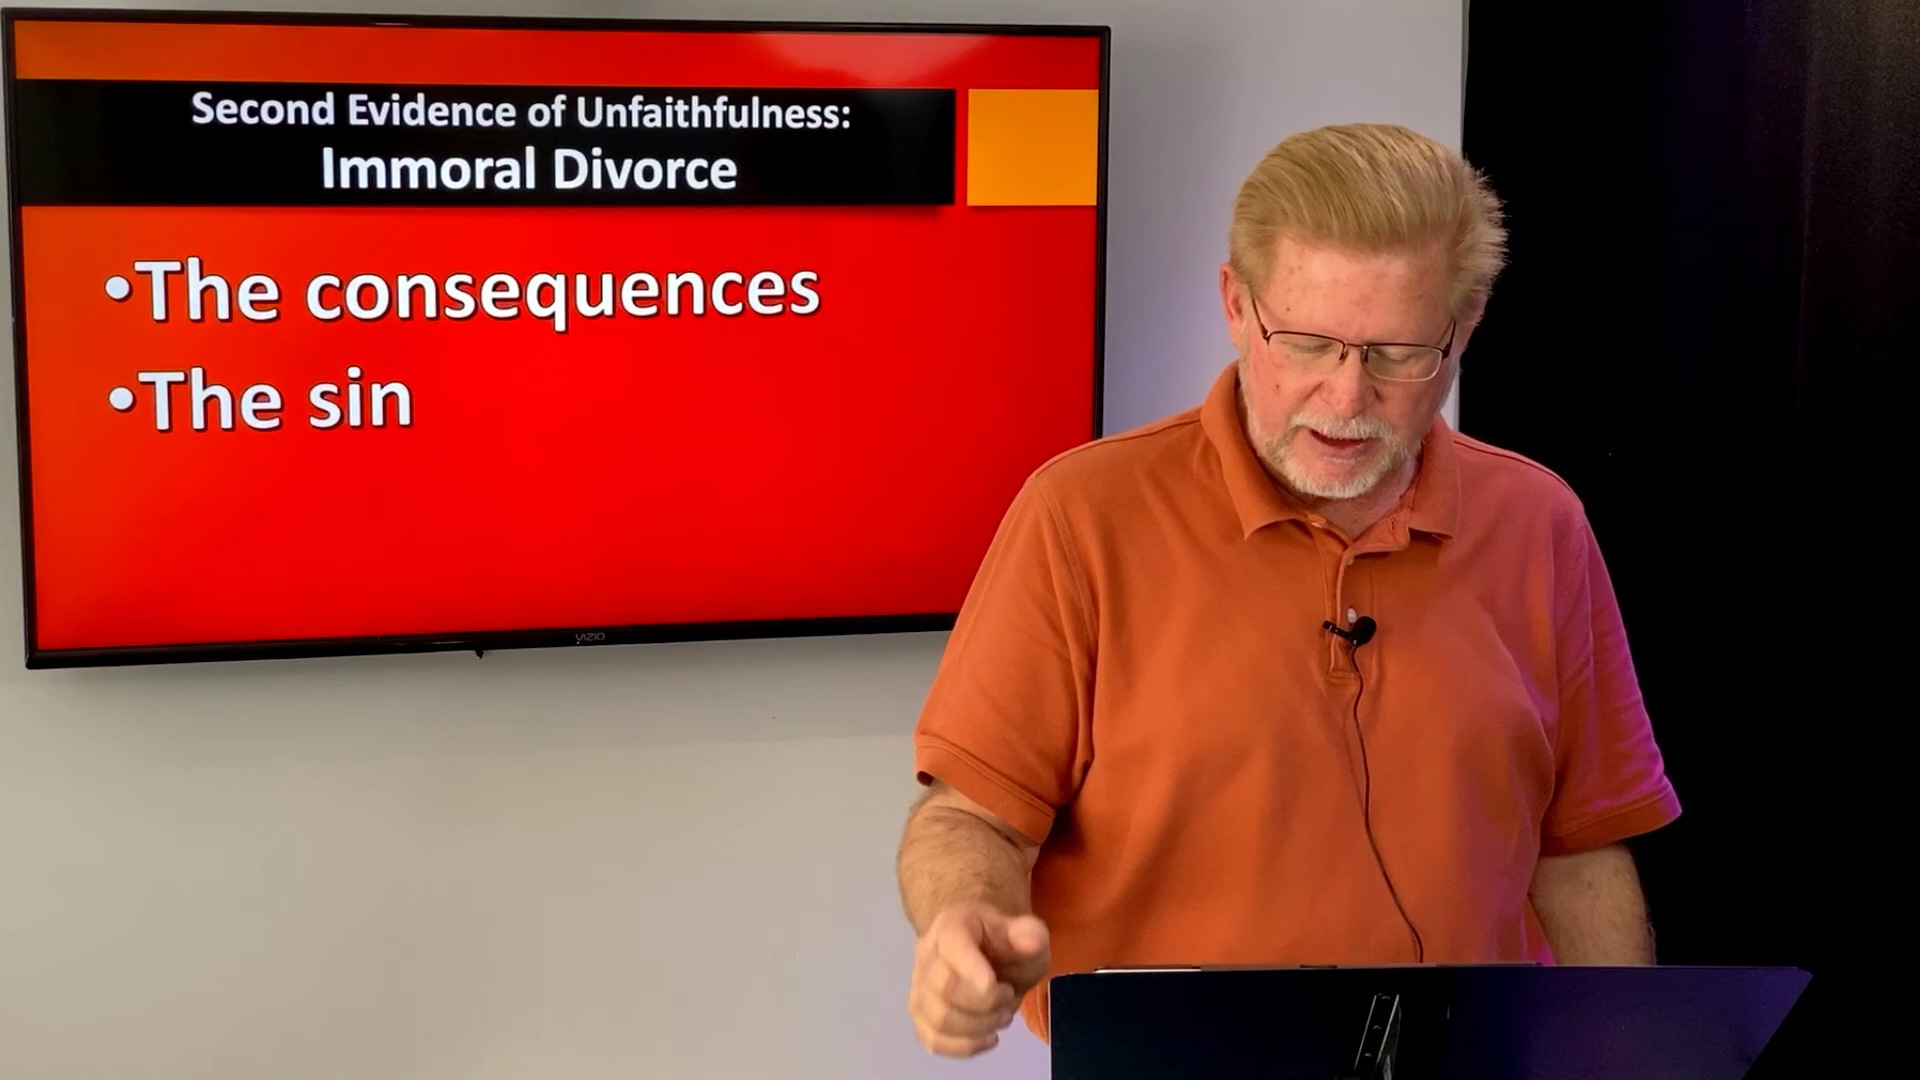 Second Evidence of Unfaithfulness:
Immoral Divorce
•The consequences
•The sin
VIZIO